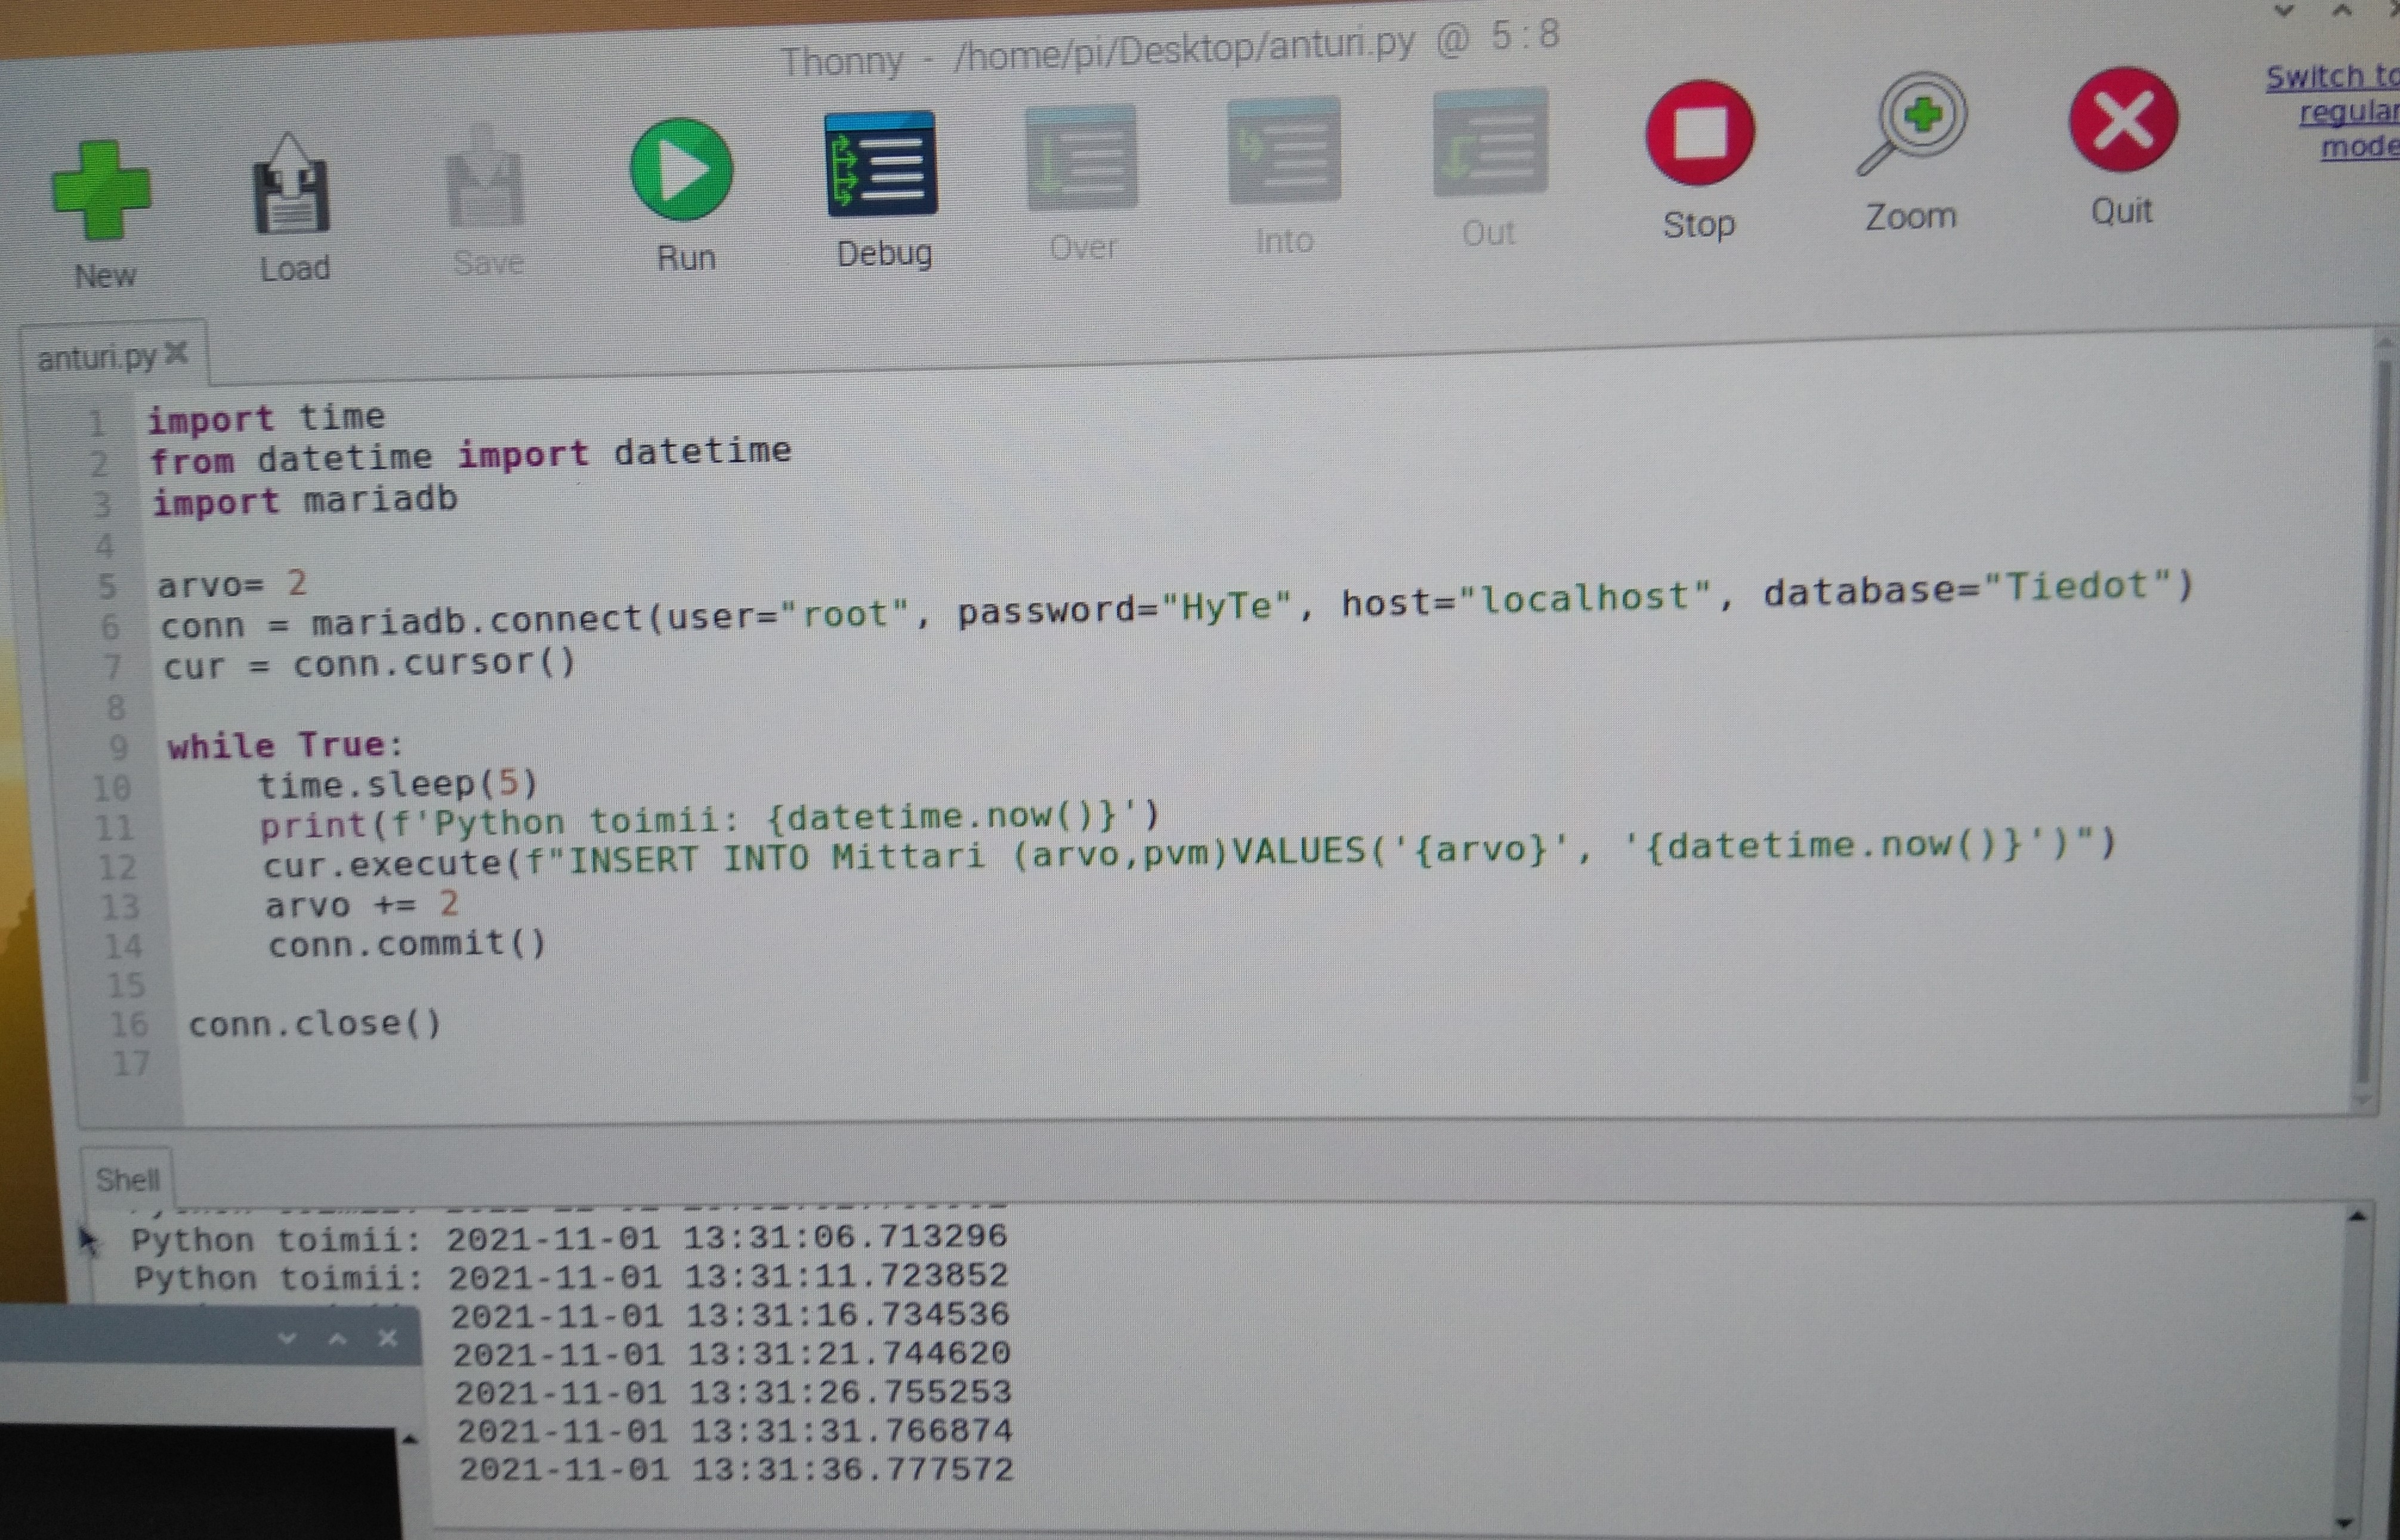 Thonny - /home/pi/Desktop/anturi.py @ 5:8
New
Load
Save
Run
Debug
Over
Into
Out
Stop
Zoom
Quit
Switch to
regular
mode
anturi.py
1 import time
2 from datetime import datetime
3 import mariadb
4
5 arvo= 2
6 conn = mariadb.connect(user="root", password="HyTe", host="localhost", database="Tiedot")
7 cur = conn.cursor()
8
9 while True:
10     time.sleep(5)
11     print(f'Python toimii: {datetime.now()}')
12     cur.execute(f"INSERT INTO Mittari (arvo,pvm)VALUES('{arvo}', '{datetime.now()}')")
13     arvo += 2
14     conn.commit()
15
16 conn.close()
17
Shell
Python toimii: 2021-11-01 13:31:06.713296
Python toimii: 2021-11-01 13:31:11.723852
2021-11-01 13:31:16.734536
2021-11-01 13:31:21.744620
2021-11-01 13:31:26.755253
2021-11-01 13:31:31.766874
2021-11-01 13:31:36.777572